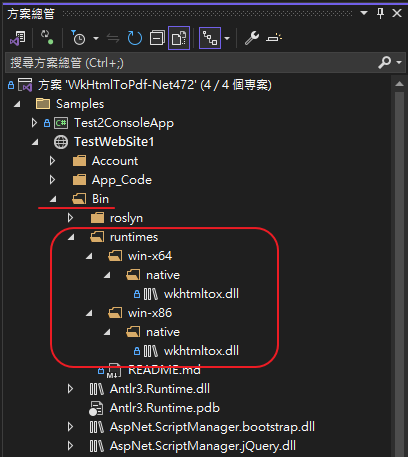 方案總管
搜尋方案總管 (Ctrl+;)
方案 'WkHtmlToPdf-Net472' (4 / 4 個專案)
Samples
Test2ConsoleApp
TestWebSite1
Account
App_Code
Bin
roslyn
runtimes
win-x64
native
wkhtmltox.dll
win-x86
native
wkhtmltox.dll
README.md
Antlr3.Runtime.dll
Antlr3.Runtime.pdb
AspNet.ScriptManager.bootstrap.dll
AspNet.ScriptManager.jQuery.dll